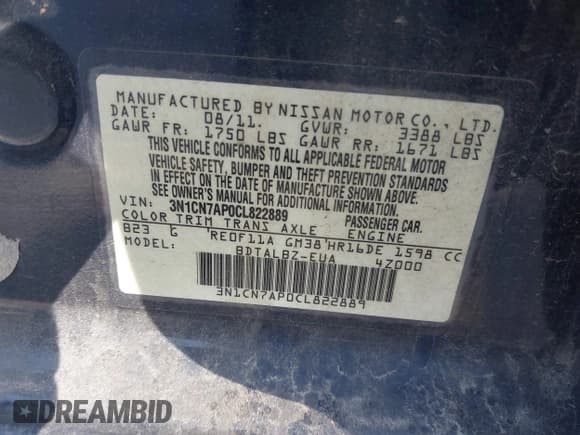 MANUFACTURED BY NISSAN MOTOR CO., LTD.
DATE: 08/11. GVWR: 3388 LBS
GAWR FR: 1750 LBS GAWR RR: 1671 LBS
THIS VEHICLE CONFORMS TO ALL APPLICABLE FEDERAL MOTOR
VEHICLE SAFETY, BUMPER AND THEFT PREVENTION STANDARDS
IN EFFECT ON THE DATE OF MANUFACTURE SHOWN ABOVE.
SEE OWNER'S MANUAL FOR ADDITIONAL INFORMATION.
VIN: 3N1CN7AP0CL822889 PASSENGER CAR.
COLOR TRIM TRANS AXLE ENGINE
B23 G RE0F11A GM38 HR16DE 1598 CC
MODEL: BDTALBZ-EUA 4Z000
3N1CN7AP0CL822889
DREAMBID